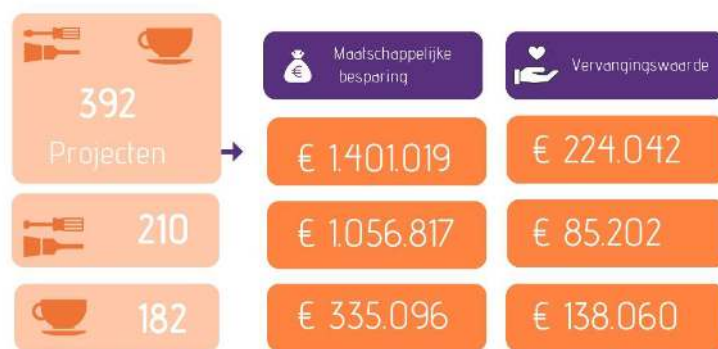 Maatschappelijke
besparing
Vervangingswaarde
392
Projecten
€ 1.401.019
€ 224.042
210
€ 1.056.817
€ 85.202
182
€ 335.096
€ 138.060